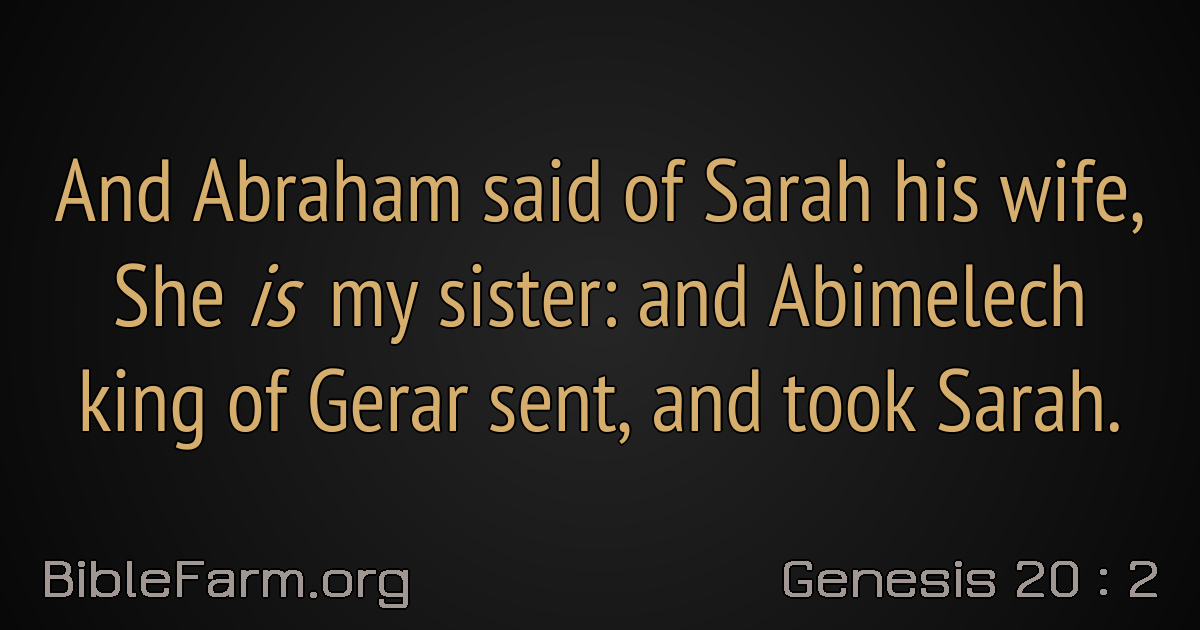 And Abraham said of Sarah his wife,
She is my sister: and Abimelech
king of Gerar sent, and took Sarah.
BibleFarm.org
Genesis 20 : 2